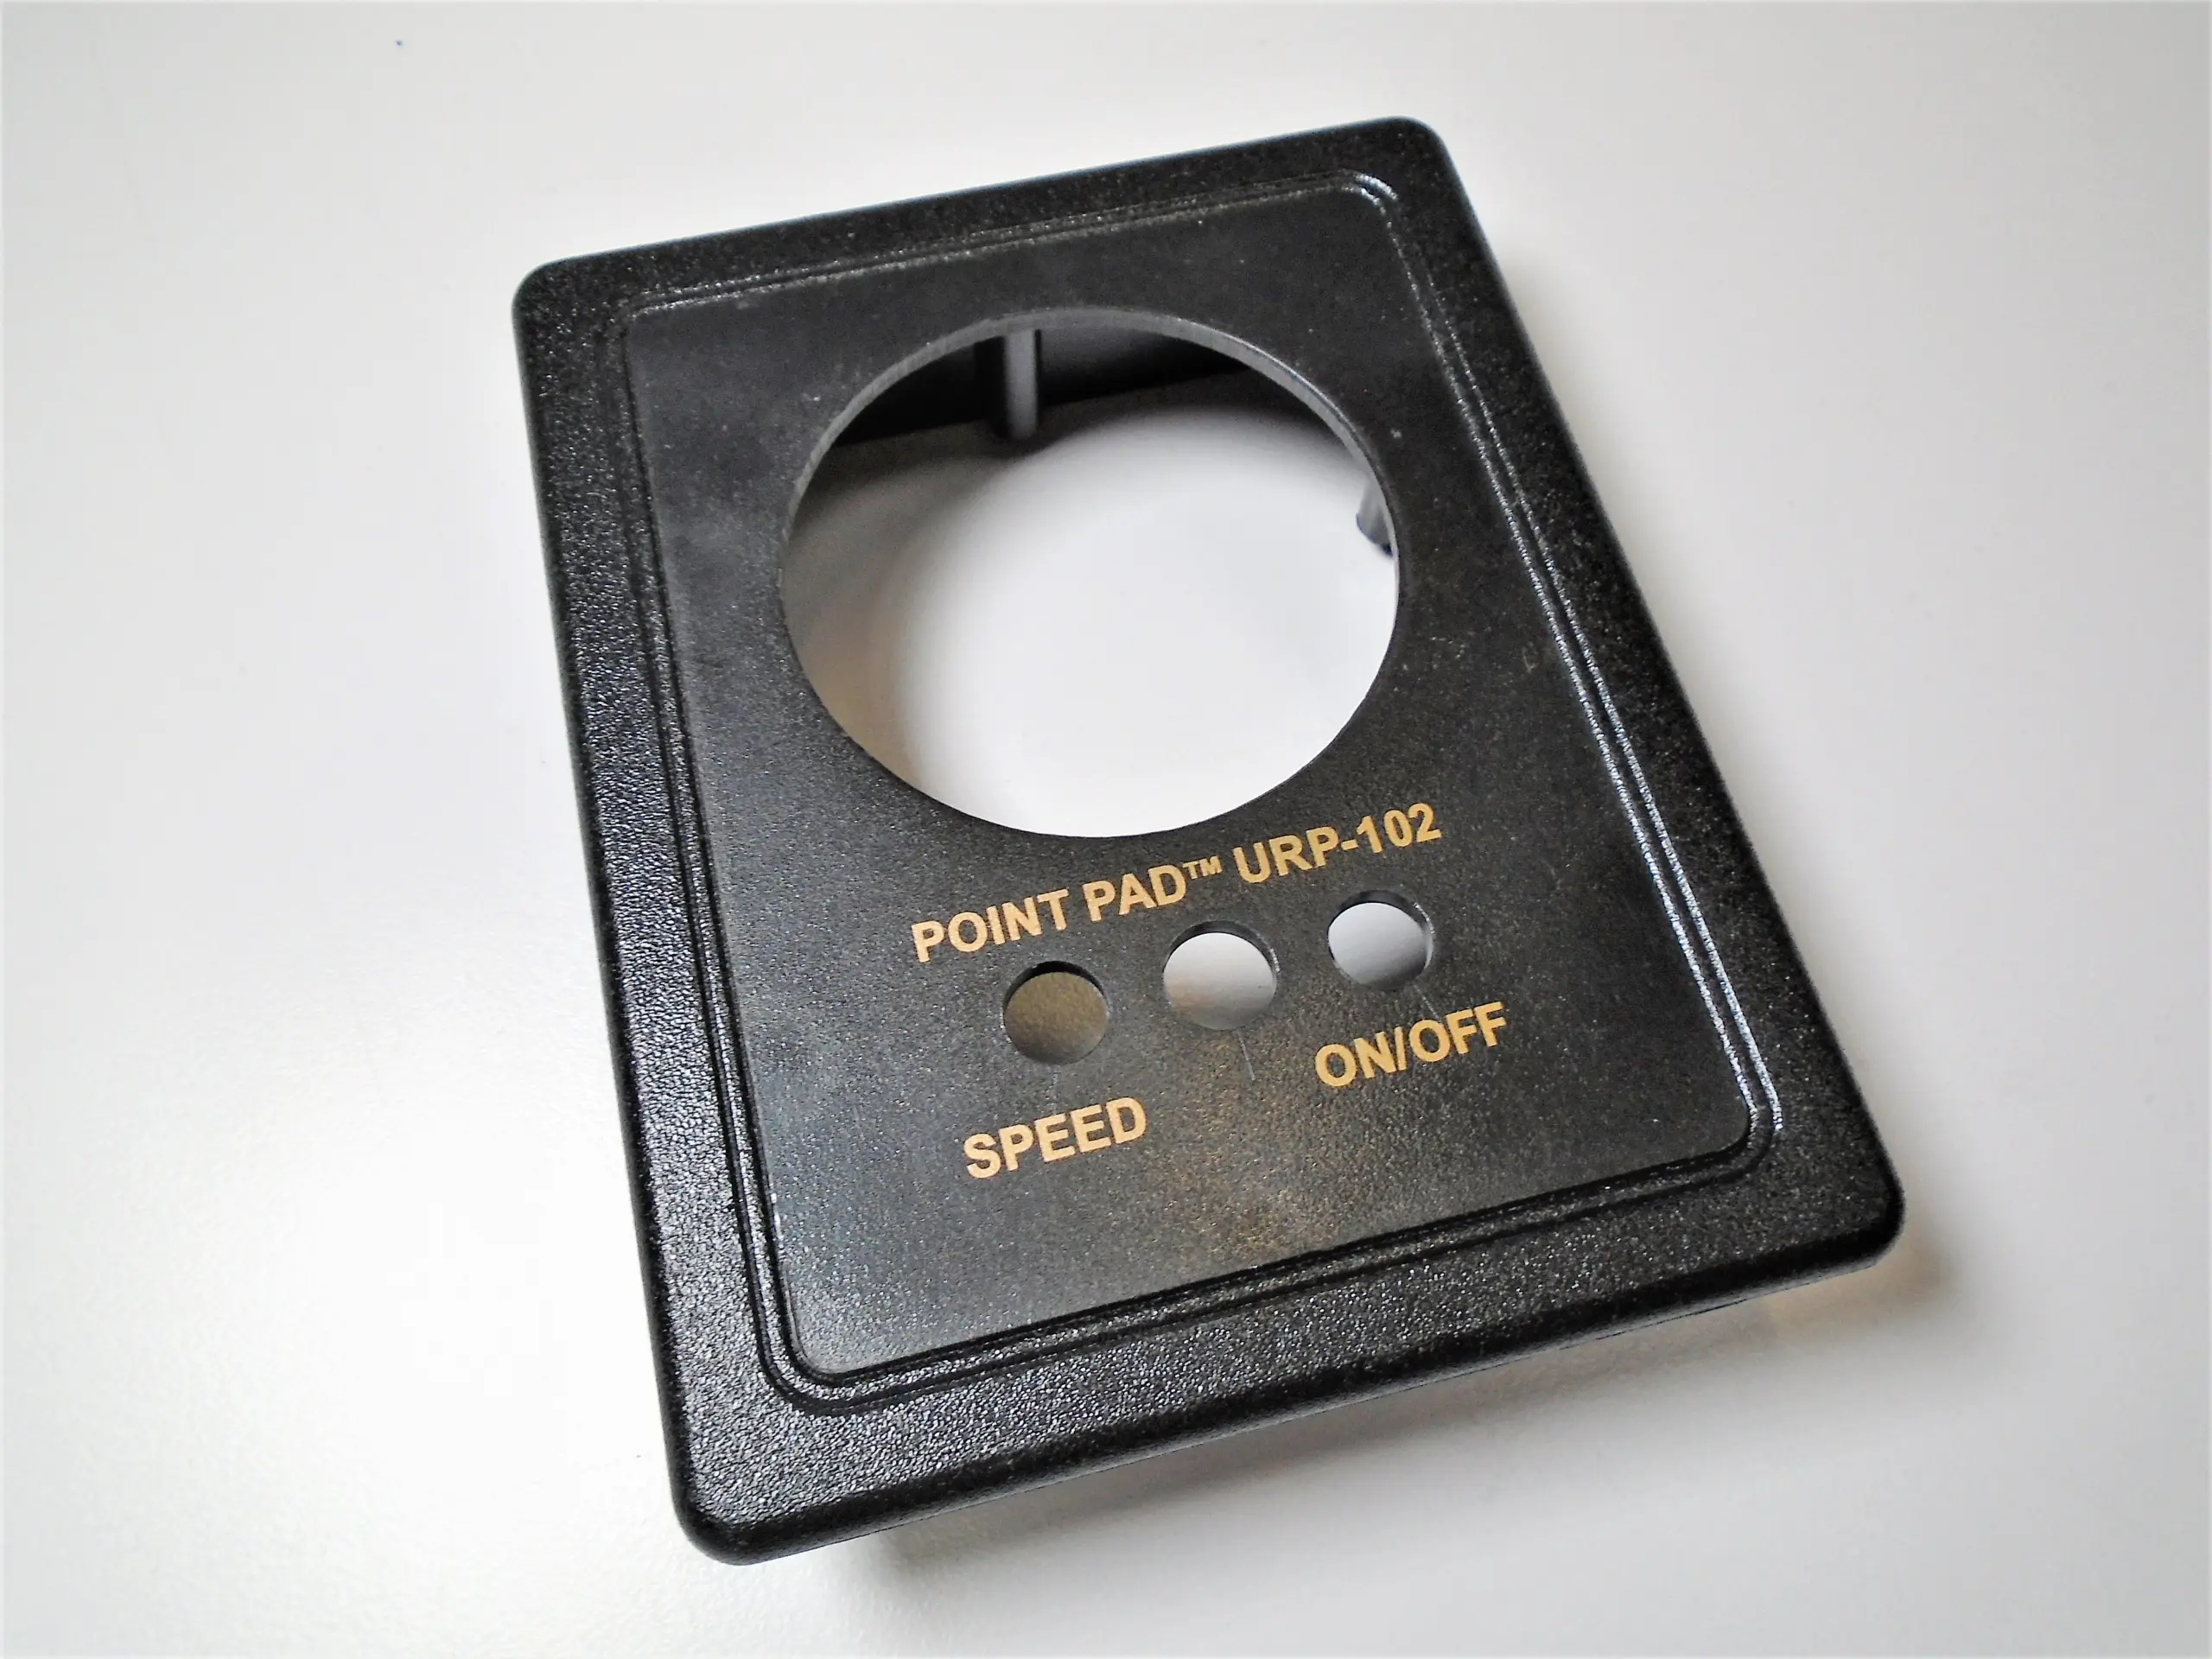 POINT PAD™ URP-102
SPEED
ON/OFF